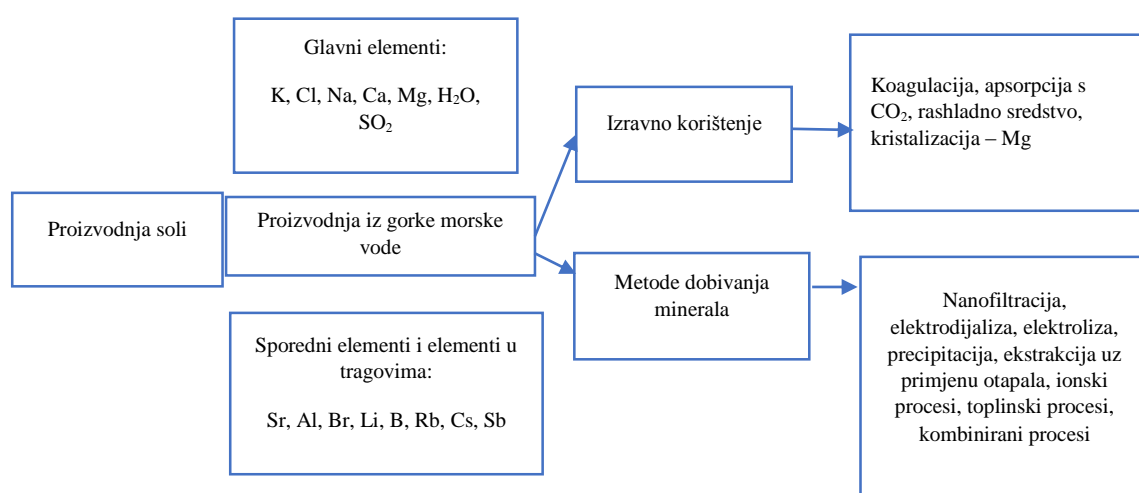 Glavni elementi:
K, Cl, Na, Ca, Mg, H₂O,
SO₂
Izravno korištenje
Koagulacija, apsorpcija s
CO₂, rashladno sredstvo,
kristalizacija – Mg
Proizvodnja soli
Proizvodnja iz gorke morske
vode
Metode dobivanja
minerala
Nanofiltracija,
elektrodijaliza, elektroliza,
precipitacija, ekstrakcija uz
primjenu otapala, ionski
procesi, toplinski procesi,
kombinirani procesi
Sporedni elementi i elementi u
tragovima:
Sr, Al, Br, Li, B, Rb, Cs, Sb